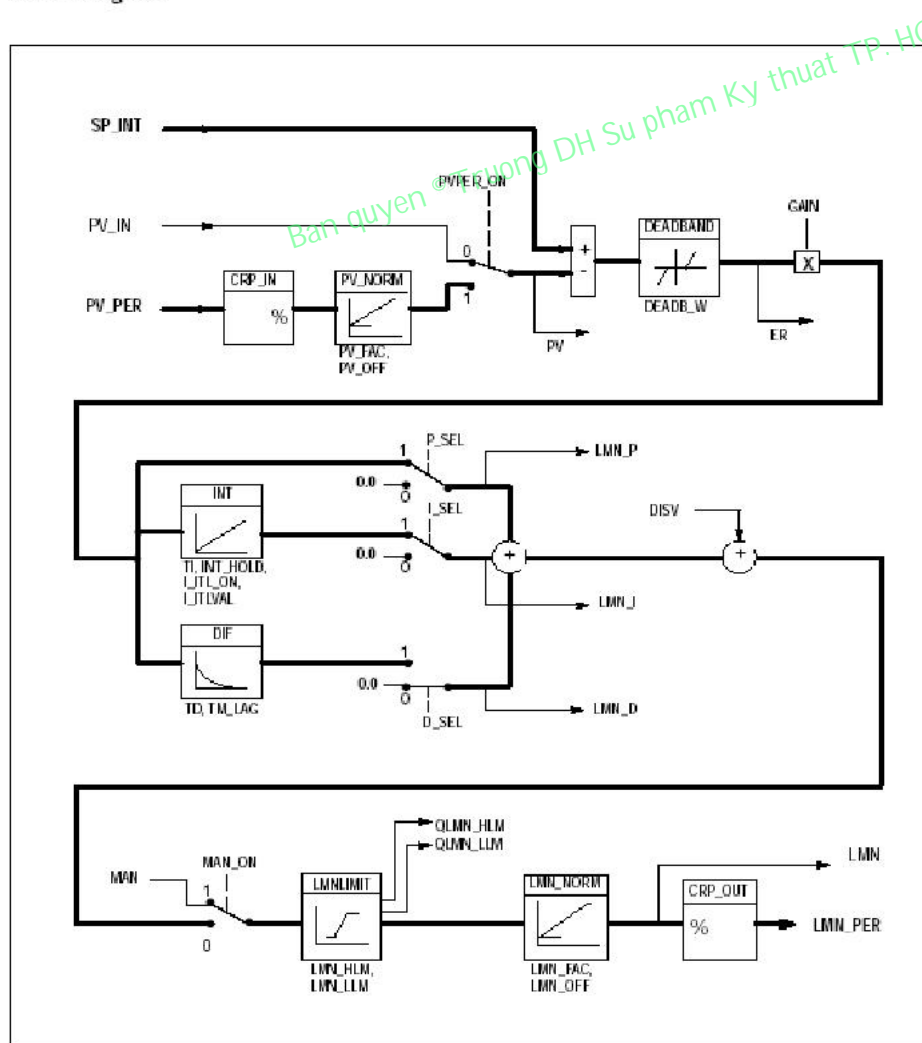 Ban quyen © Truong DH Su pham Ky thuat TP. HC
SP_INT
PVPER_ON
GAIN
PV_IN
0
+
-
DEADBAND
X
DEADB_W
CRP_IN
%
PV_NORM
1
PV_PER
PV_FAC,
PV_OFF
PV
ER
P_SEL
1
LMN_P
0.0
0
INT
I_SEL
1
DISV
0.0
0
+
+
TI, INT_HOLD,
I_ITL_ON,
I_ITLVAL
LMN_I
DIF
1
0.0
0
TD, TM_LAG
D_SEL
LMN_D
QLMN_HLM
QLMN_LLM
MAN_ON
MAN
1
0
LMNLIMIT
LMN_HLM,
LMN_LLM
LMN_NORM
LMN_FAC,
LMN_OFF
LMN
CRP_OUT
%
LMN_PER